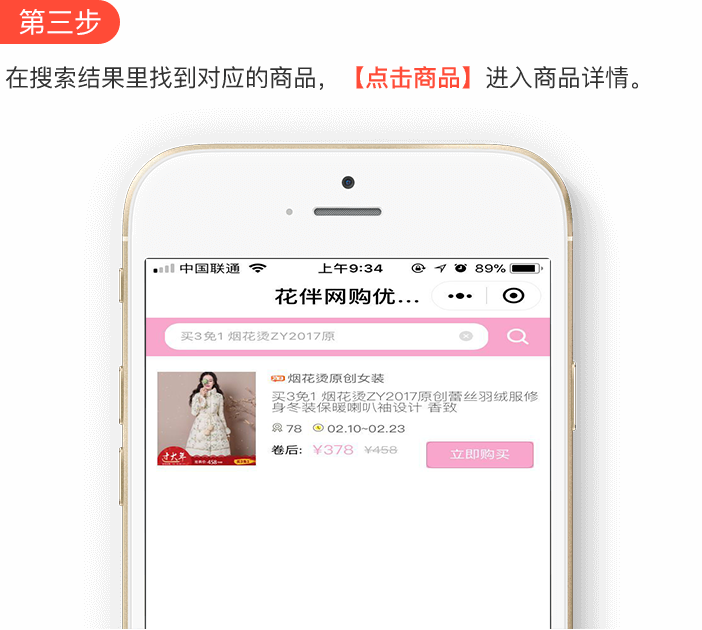 第三步
在搜索结果里找到对应的商品，【点击商品】进入商品详情。
中国联通 上午9:34 89%
花伴网购优...
买3免1 烟花烫ZY2017原
烟花烫原创女装
买3免1 烟花烫ZY2017原创蕾丝羽绒服修
身冬装保暖喇叭袖设计 香致
78 02.10~02.23
卷后: ¥378 ¥458 立即购买
过大年
458